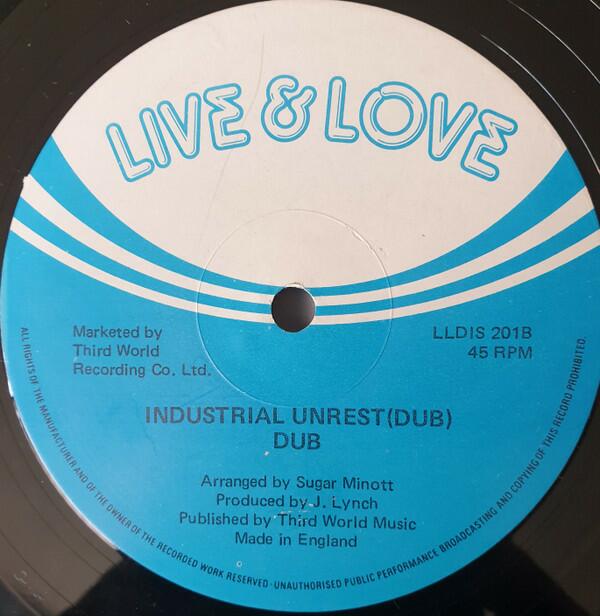 LIVE & LOVE
Marketed by
Third World
Recording Co. Ltd.
LLDIS 201B
45 RPM
INDUSTRIAL UNREST(DUB)
DUB
Arranged by Sugar Minott
Produced by J. Lynch
Published by Third World Music
Made in England
ALL RIGHTS OF THE MANUFACTURER AND OF THE OWNER OF THE RECORDED WORK RESERVED · UNAUTHORISED PUBLIC PERFORMANCE BROADCASTING AND COPYING OF THIS RECORD PROHIBITED.